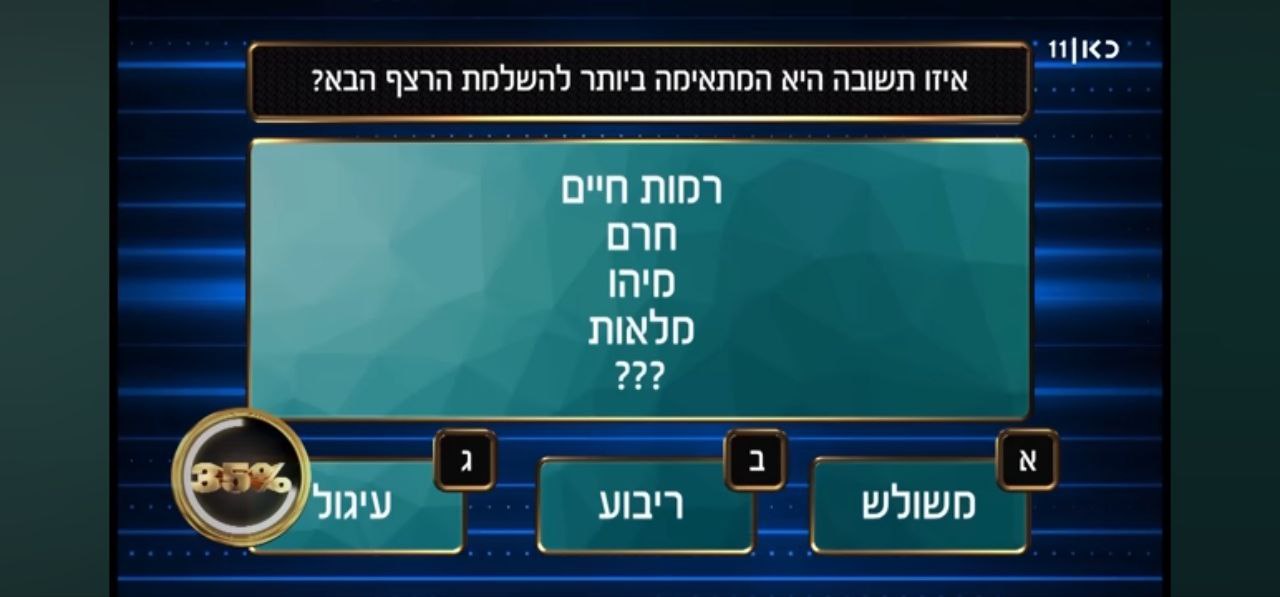 כאן|11
איזו תשובה היא המתאימה ביותר להשלמת הרצף הבא?
רמות חיים
חרם
מיהו
מלאות
???
א
משולש
ב
ריבוע
ג
עיגול
35%